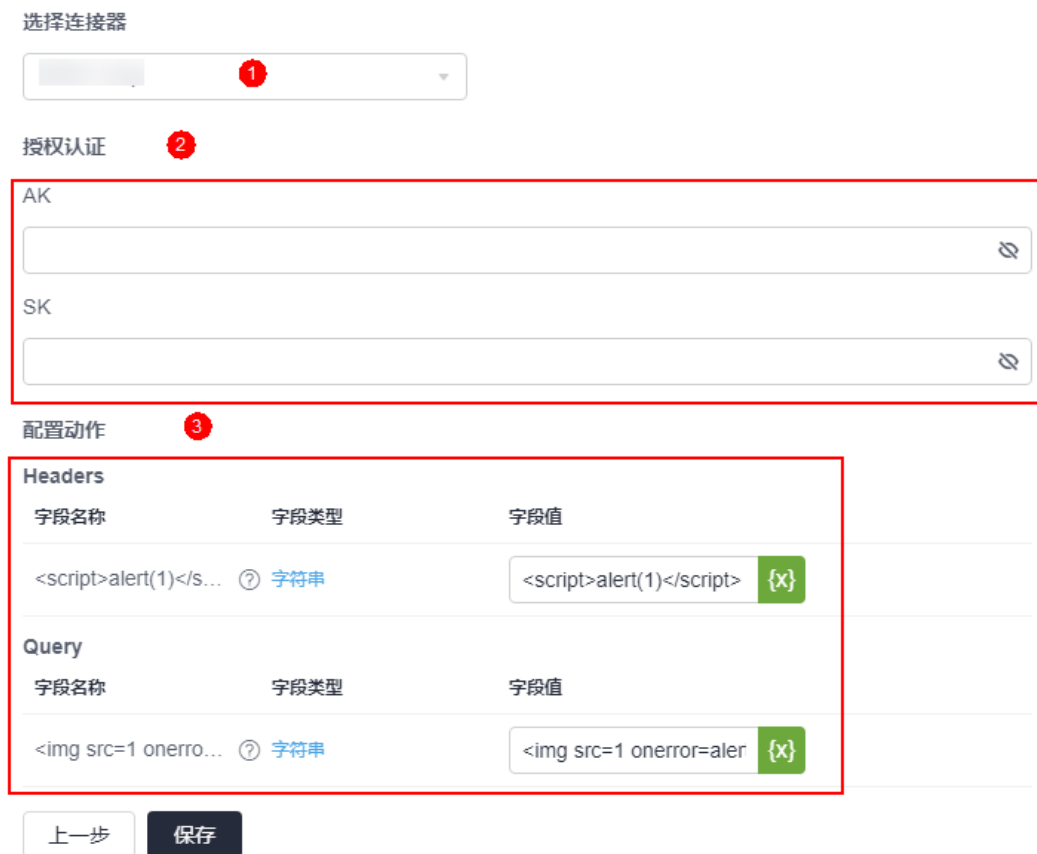 选择连接器
1
授权认证 2
AK
SK
配置动作 3
Headers
字段名称 字段类型 字段值
<script>alert(1)</s... ? 字符串 <script>alert(1)</script> {x}
Query
字段名称 字段类型 字段值
<img src=1 onerro... ? 字符串 <img src=1 onerror=aler {x}
上一步 保存